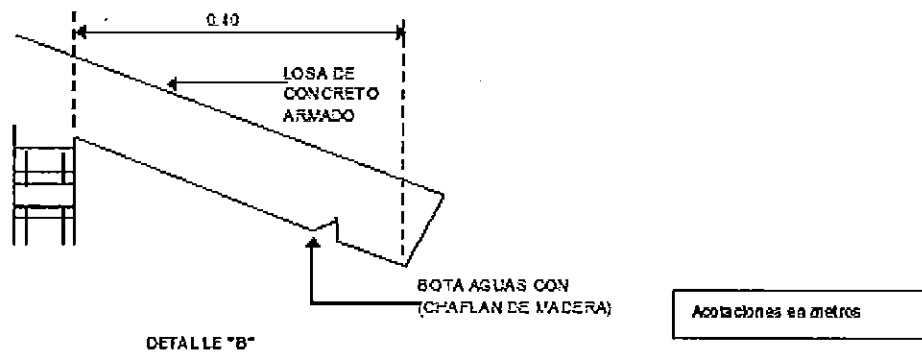 0.40
LOSA DE
CONCRETO
ARMADO
BOTA AGUAS CON
(CHAFLAN DE MADERA)
Acotaciones en metros
DETALLE "B"